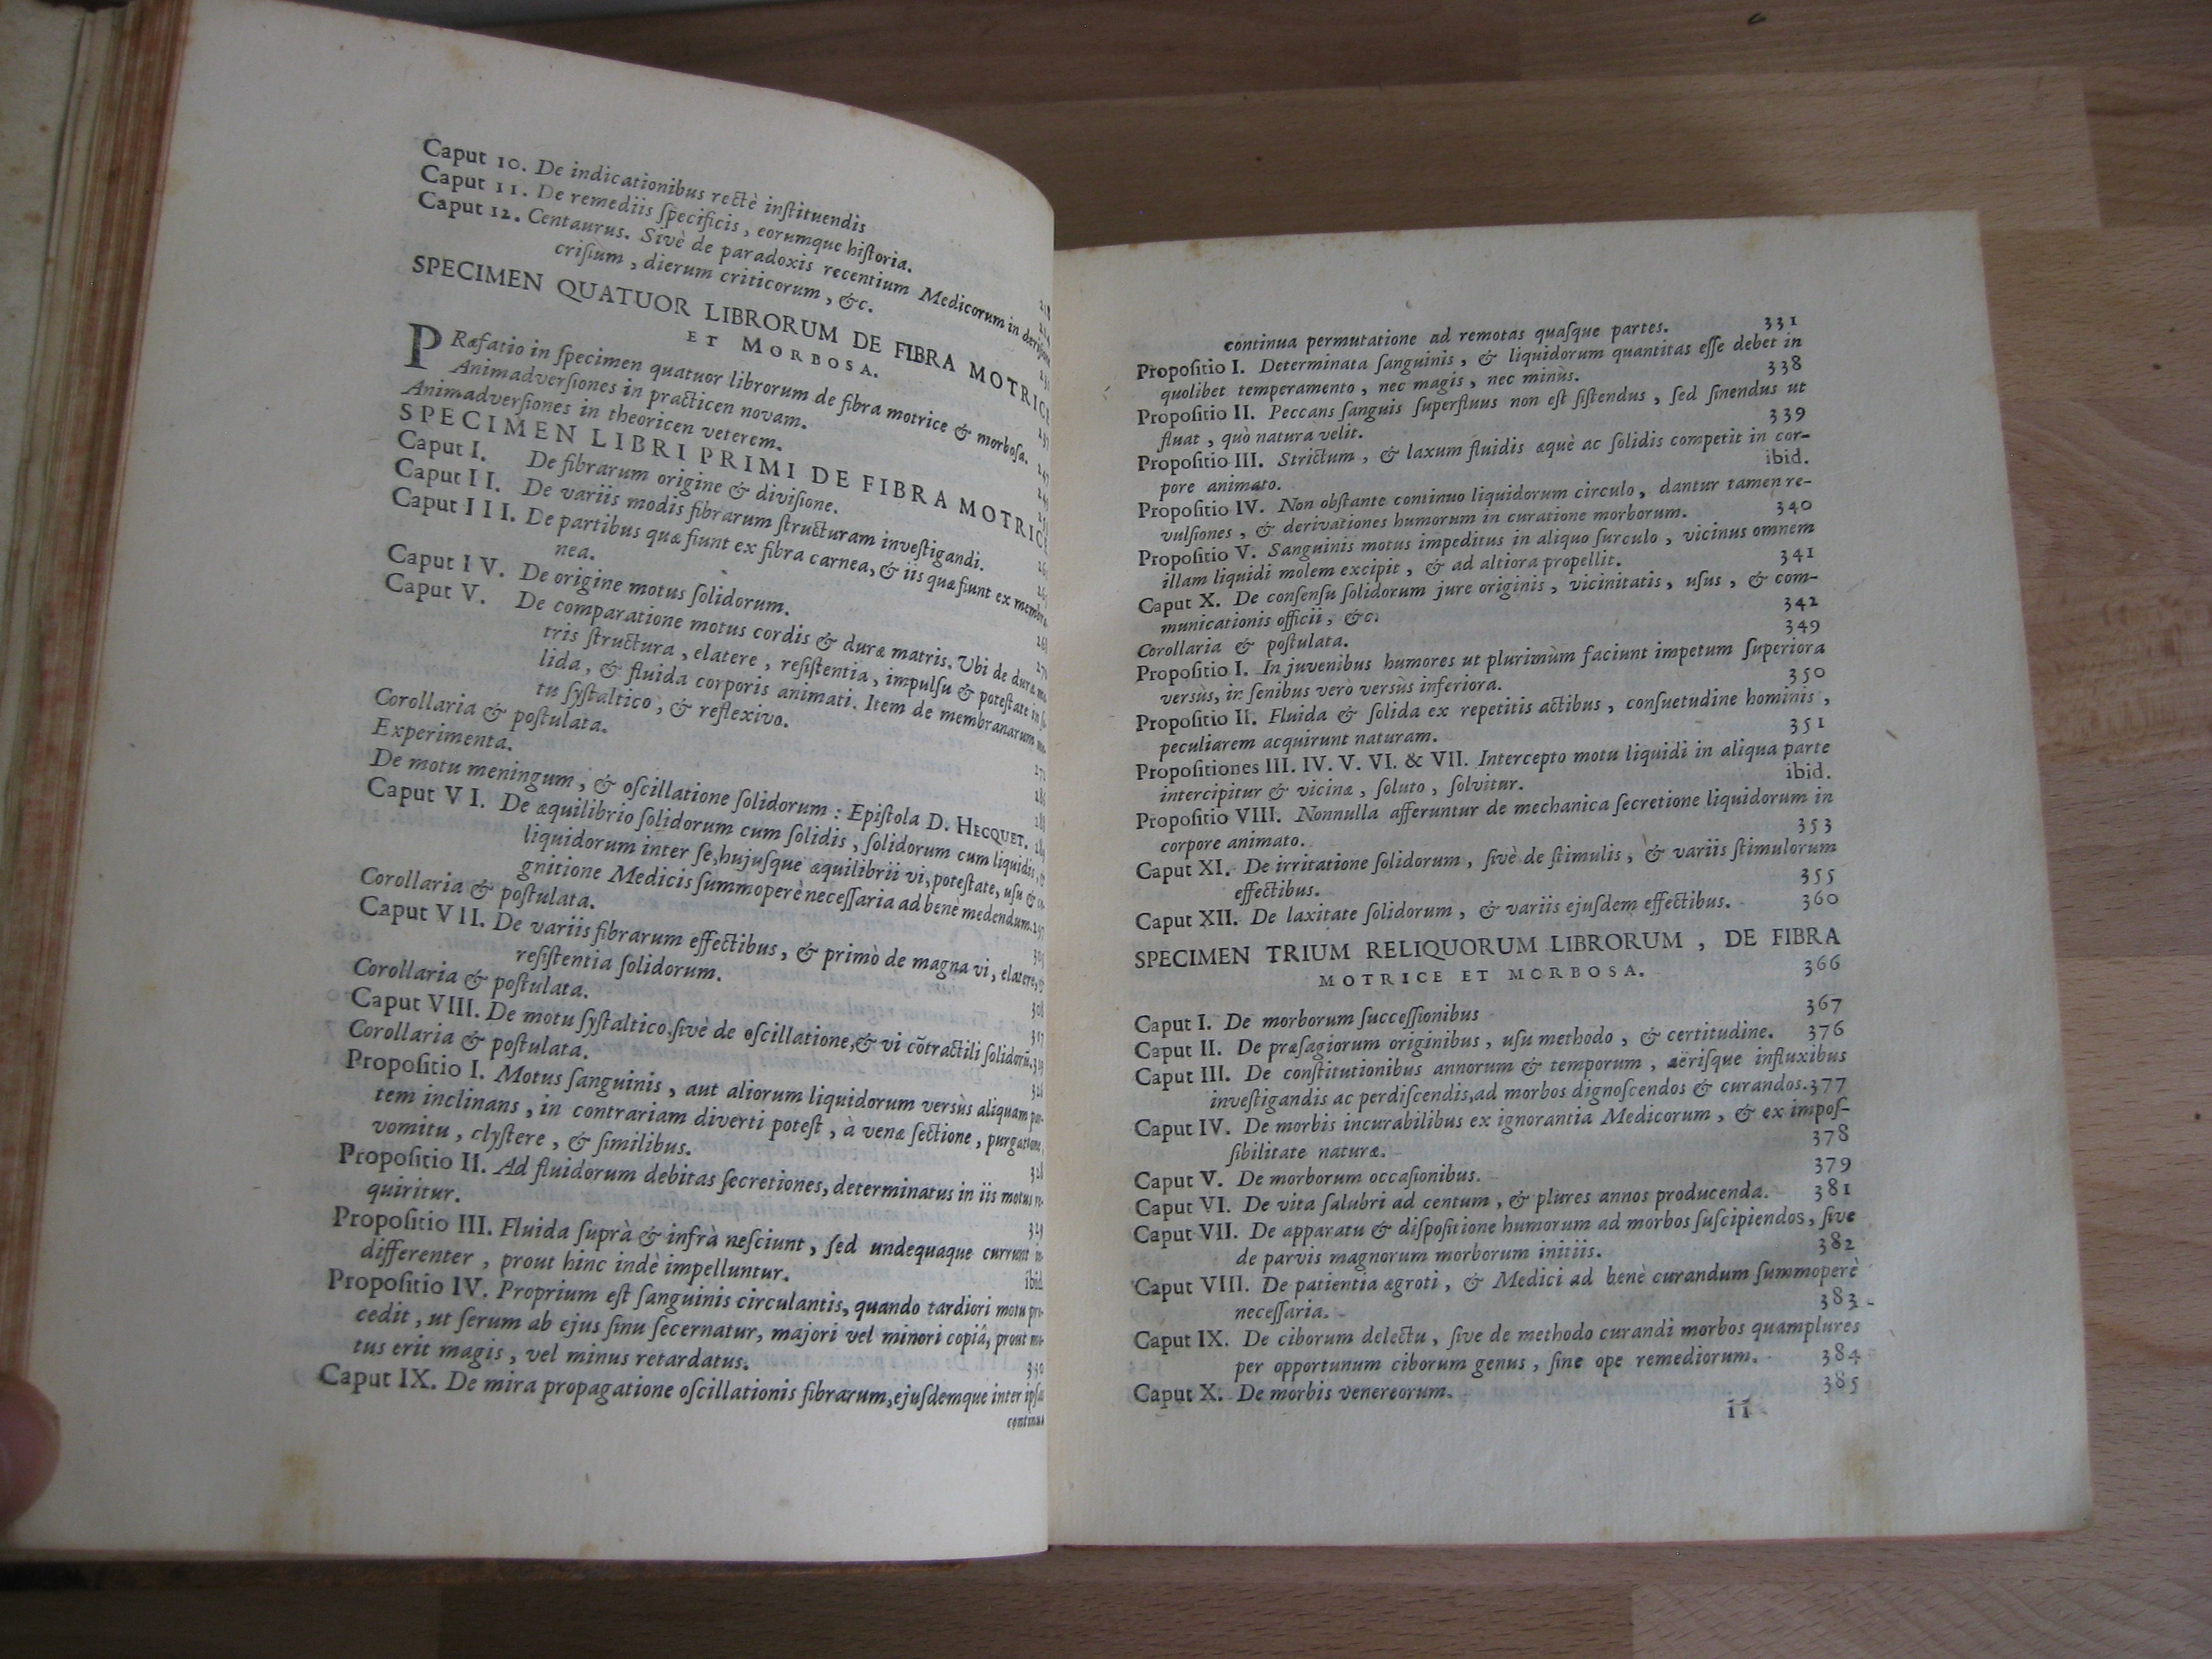 Caput 10. De indicationibus rectè inſtituendis
Caput 11. De remediis ſpecificis, eorumque hiſtoria.
Caput 12. Centaurus. Sivè de paradoxis recentium Medicorum in
criſium, dierum criticorum, &c.
SPECIMEN QUATUOR LIBRORUM DE FIBRA MOTRICE
ET MORBOSA.
PRæfatio in ſpecimen quatuor librorum de fibra motrice & morboſa.
Animadverſiones in practicen novam.
Animadverſiones in theoricen veterem.
SPECIMEN LIBRI PRIMI DE FIBRA MOTRICE
Caput I. De fibrarum origine & diviſione.
Caput II. De variis modis fibrarum ſtructuram inveſtigandi.
Caput III. De partibus quæ fiunt ex fibra carnea, & iis quæ fiunt ex membra
nea.
Caput IV. De origine motus ſolidorum.
Caput V. De comparatione motus cordis & duræ matris. Ubi de duræ ma
tris ſtructura, elatere, reſiſtentia, impulſu & poteſtate in ſo
lida, & fluida corporis animati. Item de membranarum mo
tu ſyſtaltico, & reflexivo.
Corollaria & poſtulata.
Experimenta.
De motu meningum, & oſcillatione ſolidorum : Epiſtola D. HECQUET.
Caput VI. De æquilibrio ſolidorum cum ſolidis, ſolidorum cum liquidis,
liquidorum inter ſe, hujuſque æquilibrii vi, poteſtate, uſu & co
gnitione Medicis ſummoperè neceſſaria ad benè medendum. 297
Corollaria & poſtulata. 305
Caput VII. De variis fibrarum effectibus, & primò de magna vi, elatere,
reſiſtentia ſolidorum. 308
Corollaria & poſtulata. 317
Caput VIII. De motu ſyſtaltico, ſivè de oſcillatione, & vi cõtractili ſolidorũ. 319
Corollaria & poſtulata. 326
Propoſitio I. Motus ſanguinis, aut aliorum liquidorum versùs aliquam par
tem inclinans, in contrariam diverti poteſt, à venæ ſectione, purgatione,
vomitu, clyſtere, & ſimilibus. 328
Propoſitio II. Ad fluidorum debitas ſecretiones, determinatus in iis motus re
quiritur. 329
Propoſitio III. Fluida ſuprà & infrà neſciunt, ſed undequaque currunt in
differenter, prout hinc indè impelluntur. ibid.
Propoſitio IV. Proprium eſt ſanguinis circulantis, quando tardiori motu pro-
cedit, ut ſerum ab ejus ſinu ſecernatur, majori vel minori copiâ, prout mo-
tus erit magis, vel minus retardatus. 330
Caput IX. De mira propagatione oſcillationis fibrarum, ejuſdemque inter ipſas
continua
continua permutatione ad remotas quaſque partes. 331
Propoſitio I. Determinata ſanguinis, & liquidorum quantitas eſſe debet in
quolibet temperamento, nec magis, nec minùs. 338
Propoſitio II. Peccans ſanguis ſuperfluus non eſt ſiſtendus, ſed ſinendus ut
fluat, quò natura velit. 339
Propoſitio III. Strictum, & laxum fluidis æquè ac ſolidis competit in cor-
pore animato. ibid.
Propoſitio IV. Non obſtante continuo liquidorum circulo, dantur tamen re-
vulſiones, & derivationes humorum in curatione morborum. 340
Propoſitio V. Sanguinis motus impeditus in aliquo ſurculo, vicinus omnem
illam liquidi molem excipit, & ad altiora propellit. 341
Caput X. De conſenſu ſolidorum jure originis, vicinitatis, uſus, & com-
municationis officii, &c. 342
Corollaria & poſtulata. 349
Propoſitio I. In juvenibus humores ut plurimùm faciunt impetum ſuperiora
versùs, in ſenibus verò versùs inferiora. 350
Propoſitio II. Fluida & ſolida ex repetitis actibus, conſuetudine hominis,
peculiarem acquirunt naturam. 351
Propoſitiones III. IV. V. VI. & VII. Intercepto motu liquidi in aliqua parte
intercipitur & vicinæ, ſoluto, ſolvitur. ibid.
Propoſitio VIII. Nonnulla afferuntur de mechanica ſecretione liquidorum in
corpore animato. 353
Caput XI. De irritatione ſolidorum, ſivè de ſtimulis, & variis ſtimulorum
effectibus. 355
Caput XII. De laxitate ſolidorum, & variis ejuſdem effectibus. 360
SPECIMEN TRIUM RELIQUORUM LIBRORUM, DE FIBRA
MOTRICE ET MORBOSA. 366
Caput I. De morborum ſucceſſionibus 367
Caput II. De præſagiorum originibus, uſu methodo, & certitudine. 376
Caput III. De conſtitutionibus annorum & temporum, aëriſque influxibus
inveſtigandis ac perdiſcendis, ad morbos dignoſcendos & curandos. 377
Caput IV. De morbis incurabilibus ex ignorantia Medicorum, & ex impoſ-
ſibilitate naturæ. 378
Caput V. De morborum occaſionibus. 379
Caput VI. De vita ſalubri ad centum, & plures annos producenda. 381
Caput VII. De apparatu & diſpoſitione humorum ad morbos ſuſcipiendos, ſive
de parvis magnorum morborum initiis. 382
Caput VIII. De patientia ægroti, & Medici ad benè curandum ſummoperè
neceſſaria. 383
Caput IX. De ciborum delectu, ſive de methodo curandi morbos quamplures
per opportunum ciborum genus, ſine ope remediorum. 384
Caput X. De morbis venereorum. 385
ii